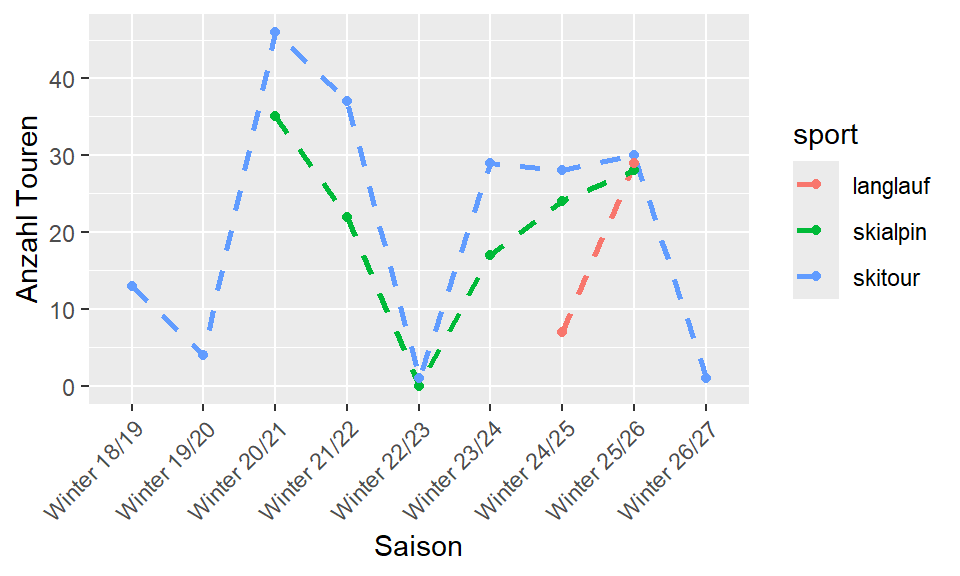 Anzahl Touren
40
30
20
10
0
Winter 18/19
Winter 19/20
Winter 20/21
Winter 21/22
Winter 22/23
Winter 23/24
Winter 24/25
Winter 25/26
Winter 26/27
Saison
sport
langlauf
skialpin
skitour